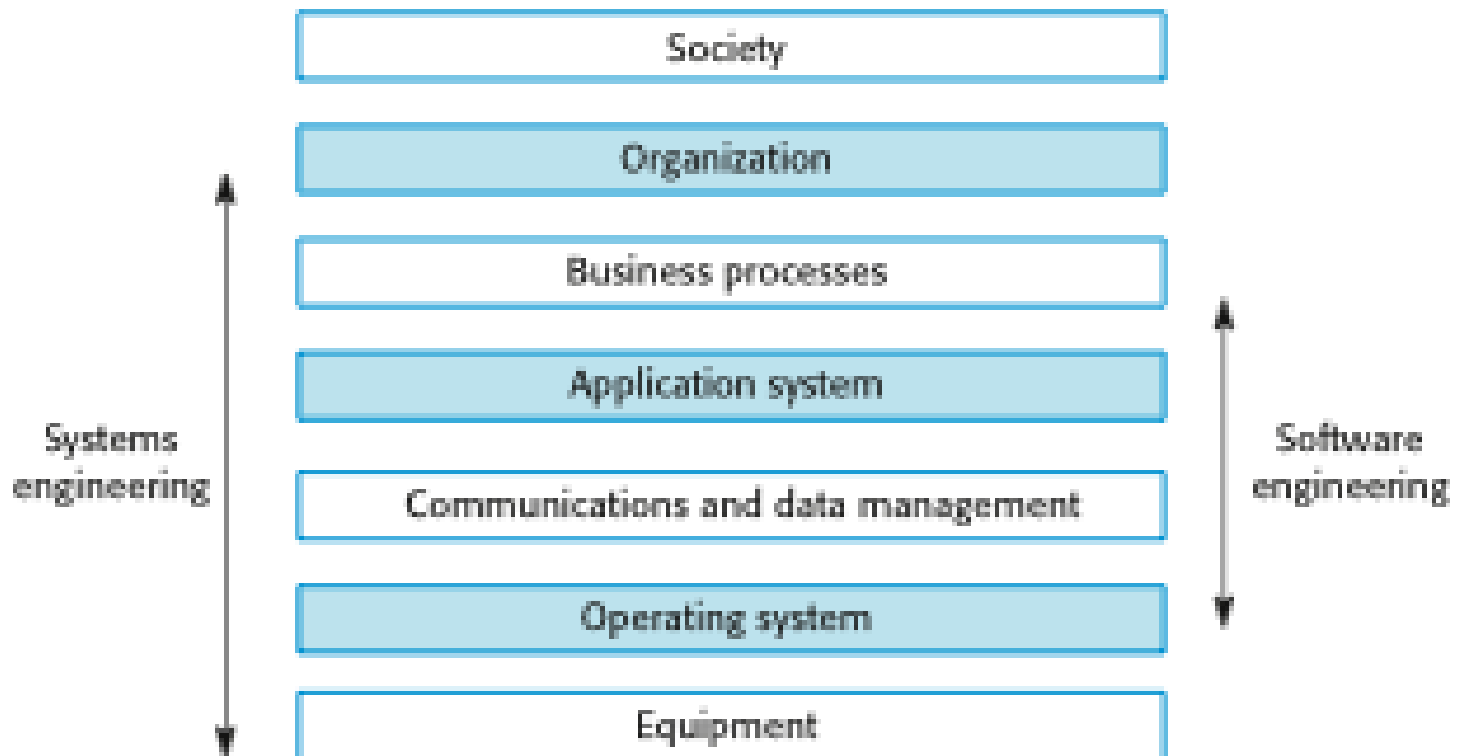 Society
Organization
Business processes
Application system
Systems
engineering
Software
engineering
Communications and data management
Operating system
Equipment